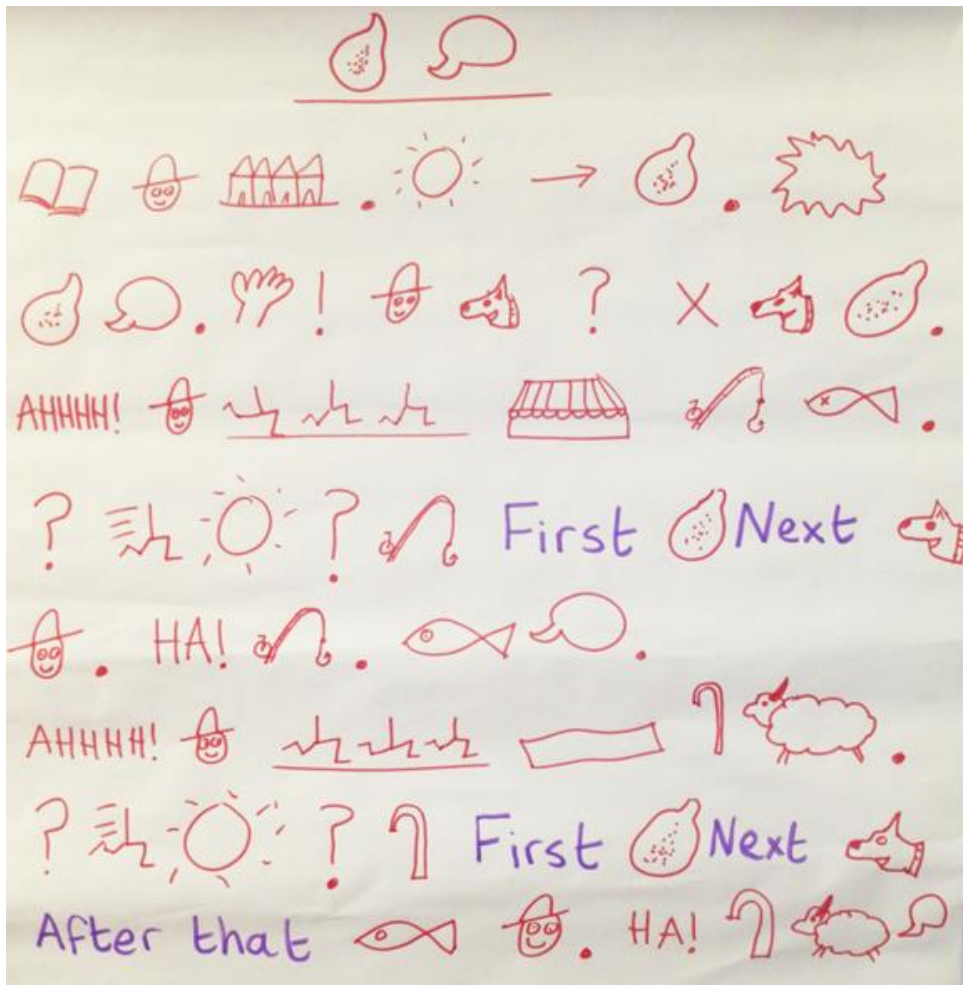 !
?
X
AHHHH!
?
?
First
Next
HA!
AHHHH!
?
?
First
Next
After that
HA!